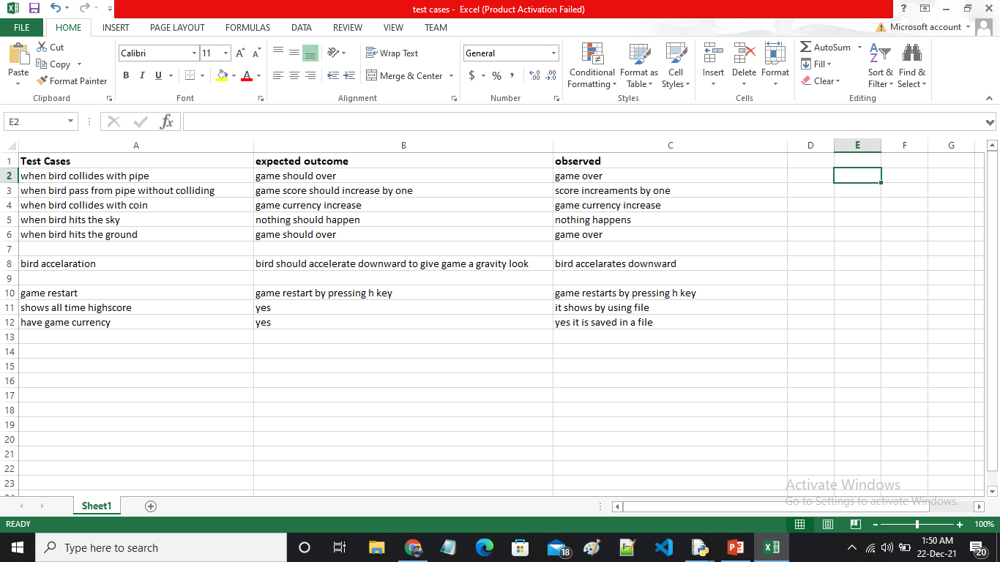 test cases - Excel (Product Activation Failed)
FILE HOME INSERT PAGE LAYOUT FORMULAS DATA REVIEW VIEW TEAM Microsoft account
Paste Cut
Copy
Format Painter
Calibri 11
B I U
Wrap Text
Merge & Center
General
$ % ,
Conditional Formatting
Format as Table
Cell Styles
Insert Delete Format
AutoSum
Fill
Clear
Sort & Filter
Find & Select
Clipboard Font Alignment Number Styles Cells Editing
E2 fx
A B C D E F G
1 Test Cases expected outcome observed
2 when bird collides with pipe game should over game over
3 when bird pass from pipe without colliding game score should increase by one score increaments by one
4 when bird collides with coin game currency increase game currency increase
5 when bird hits the sky nothing should happen nothing happens
6 when bird hits the ground game should over game over
7
8 bird accelaration bird should accelerate downward to give game a gravity look bird accelarates downward
9
10 game restart game restart by pressing h key game restarts by pressing h key
11 shows all time highscore yes it shows by using file
12 have game currency yes yes it is saved in a file
13
14
15
16
17
18
19
20
21
22
23
Activate Windows
Go to Settings to activate Windows.
Sheet1
READY 100%
Type here to search 18 1:50 AM
22-Dec-21 20